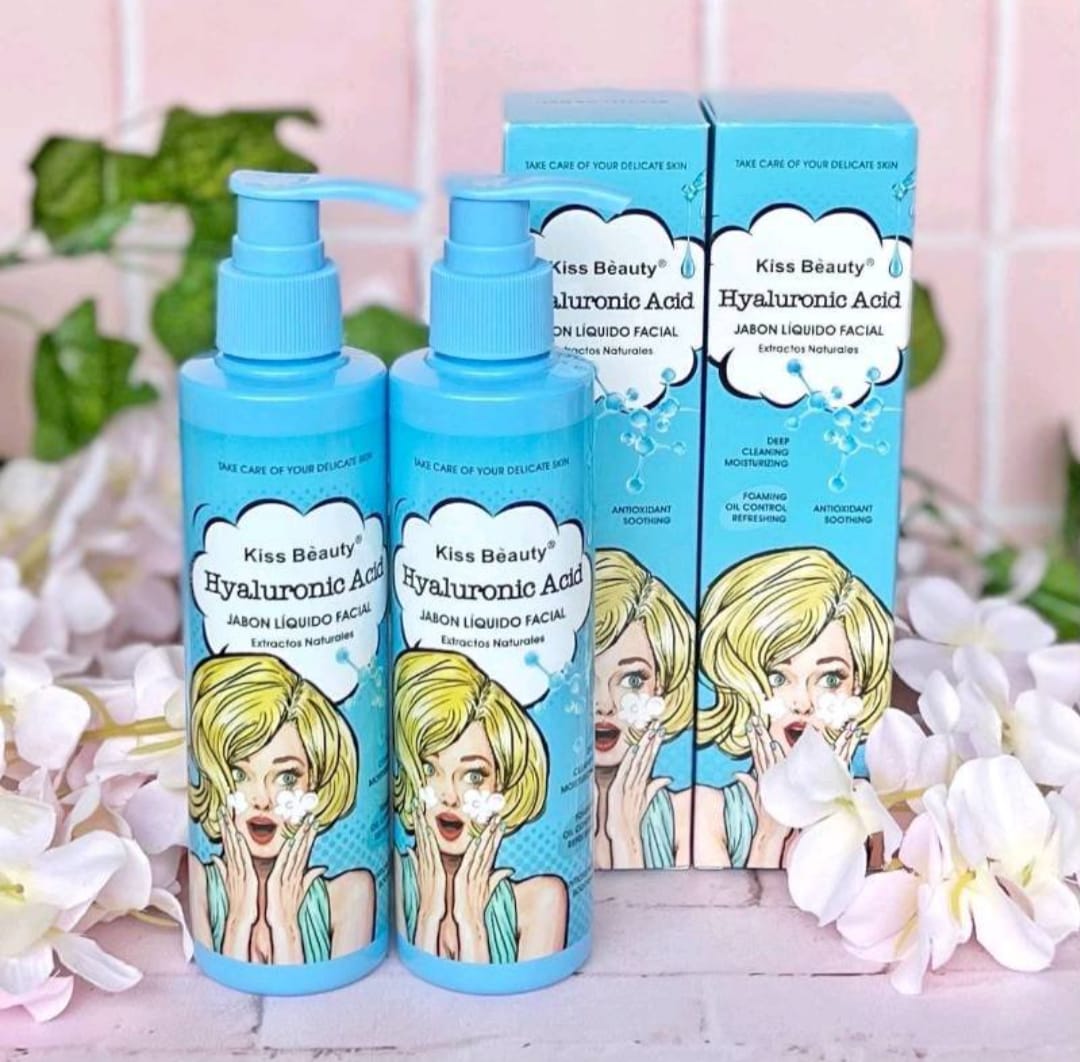 TAKE CARE OF YOUR DELICATE SKIN
Kiss Bèauty®
Hyaluronic Acid
JABON LÍQUIDO FACIAL
Extractos Naturales
TAKE CARE OF YOUR DELICATE SKIN
Kiss Bèauty®
Hyaluronic Acid
JABON LÍQUIDO FACIAL
Extractos Naturales
TAKE CARE OF YOUR DELICATE SKIN
Kiss Bèauty®
aluronic Acid
ON LÍQUIDO FACIAL
Naturales
ANTIOXIDANT
SOOTHING
TAKE CARE OF YOUR DELICATE SKIN
Kiss Bèauty®
Hyaluronic Acid
JABON LÍQUIDO FACIAL
Extractos Naturales
DEEP
CLEANING
MOISTURIZING
FOAMING
OIL CONTROL
REFRESHING
ANTIOXIDANT
SOOTHING